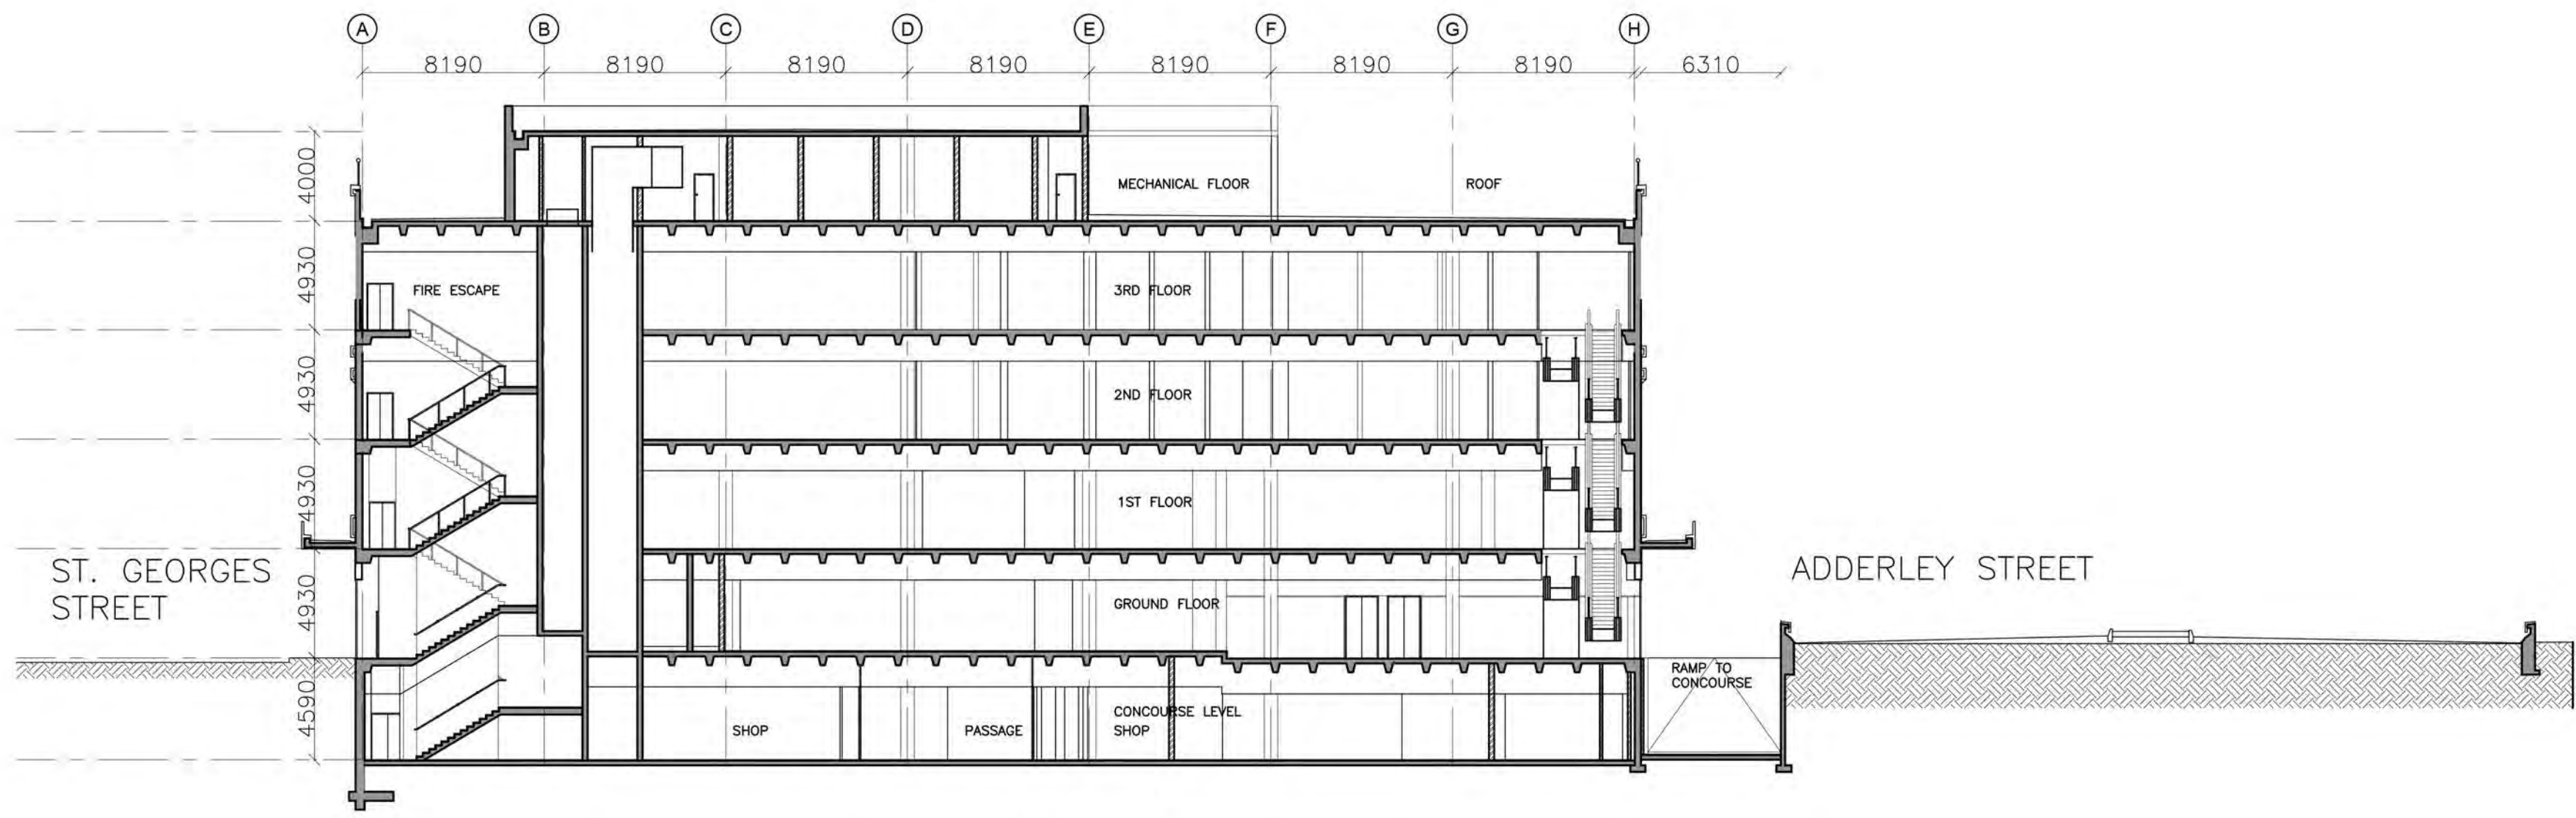 A B C D E F G H
8190 8190 8190 8190 8190 8190 8190 6310
4000
MECHANICAL FLOOR ROOF
4930
FIRE ESCAPE 3RD FLOOR
4930
2ND FLOOR
4930
1ST FLOOR
ST. GEORGES
STREET
ADDERLEY STREET
4930
GROUND FLOOR
RAMP TO
CONCOURSE
4590
SHOP PASSAGE
CONCOURSE LEVEL
SHOP